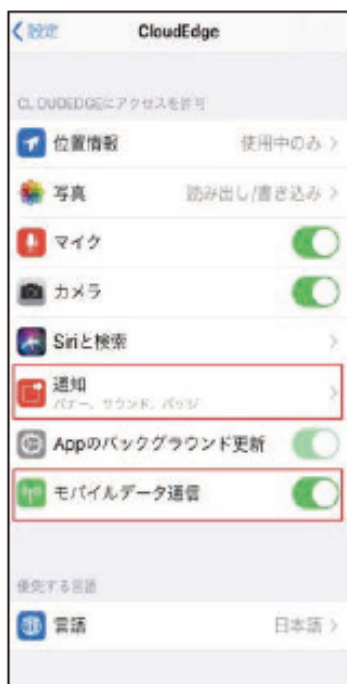 設定
CloudEdge
CLOUDEDGEにアクセスを許可
位置情報
使用中のみ
写真
読み出し/書き込み
マイク
カメラ
Siriと検索
通知
バナー、サウンド、バッジ
Appのバックグラウンド更新
モバイルデータ通信
優先する言語
言語
日本語